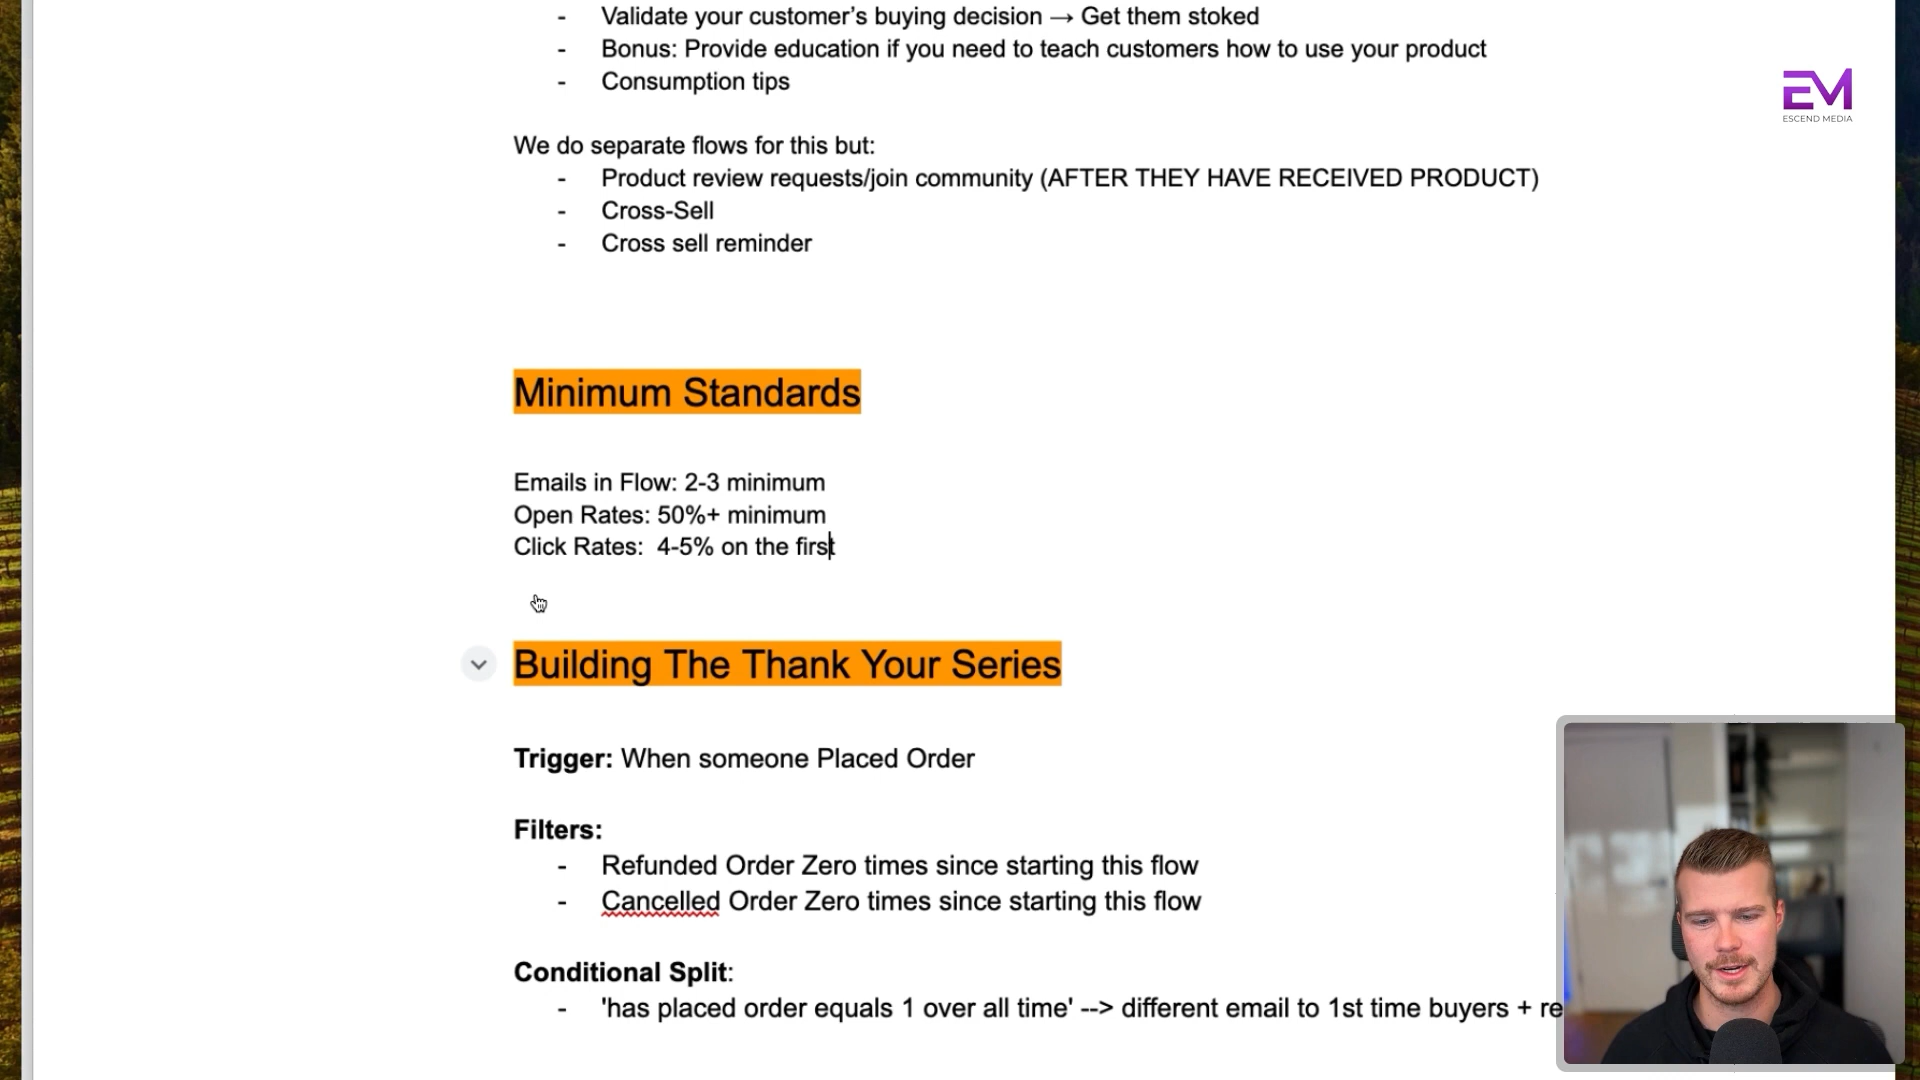 - Validate your customer’s buying decision → Get them stoked
- Bonus: Provide education if you need to teach customers how to use your product
- Consumption tips
EM
ESCEND MEDIA
We do separate flows for this but:
- Product review requests/join community (AFTER THEY HAVE RECEIVED PRODUCT)
- Cross-Sell
- Cross sell reminder
Minimum Standards
Emails in Flow: 2-3 minimum
Open Rates: 50%+ minimum
Click Rates:  4-5% on the first
Building The Thank Your Series
Trigger: When someone Placed Order
Filters:
- Refunded Order Zero times since starting this flow
- Cancelled Order Zero times since starting this flow
Conditional Split:
- 'has placed order equals 1 over all time' --> different email to 1st time buyers + re